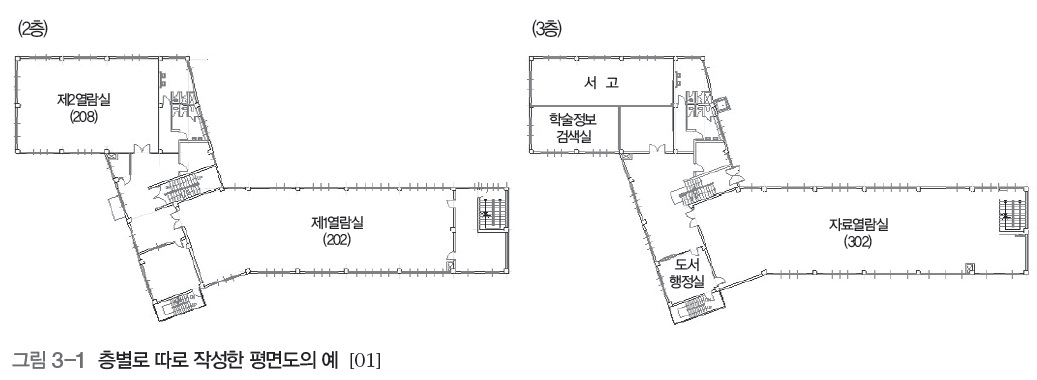 (2층)
(3층)
제2열람실
(208)
제1열람실
(202)
서 고
학술정보
검색실
자료열람실
(302)
도서
행정실
그림 3-1 층별로 따로 작성한 평면도의 예 [01]